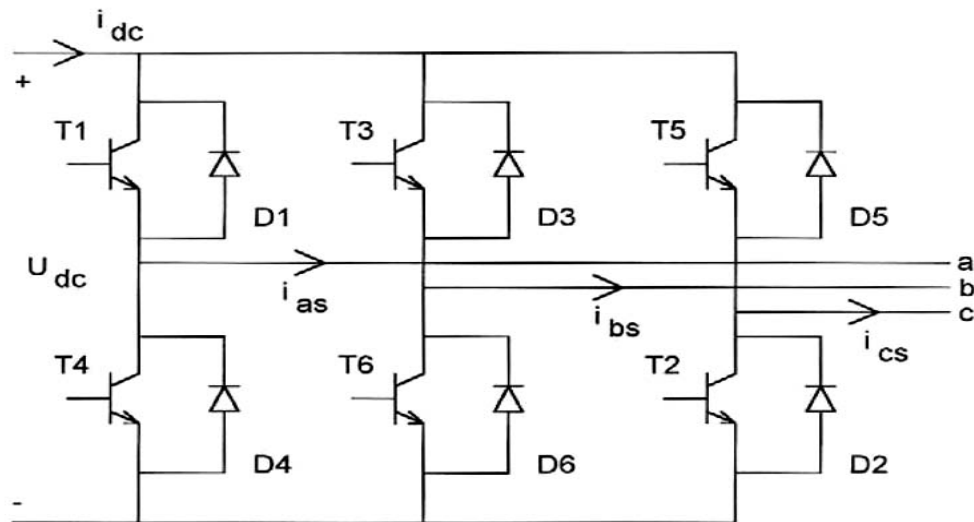 i dc
+
T1
T3
T5
D1
D3
D5
U dc
a
i as
b
i bs
c
i cs
T4
T6
T2
D4
D6
D2
-